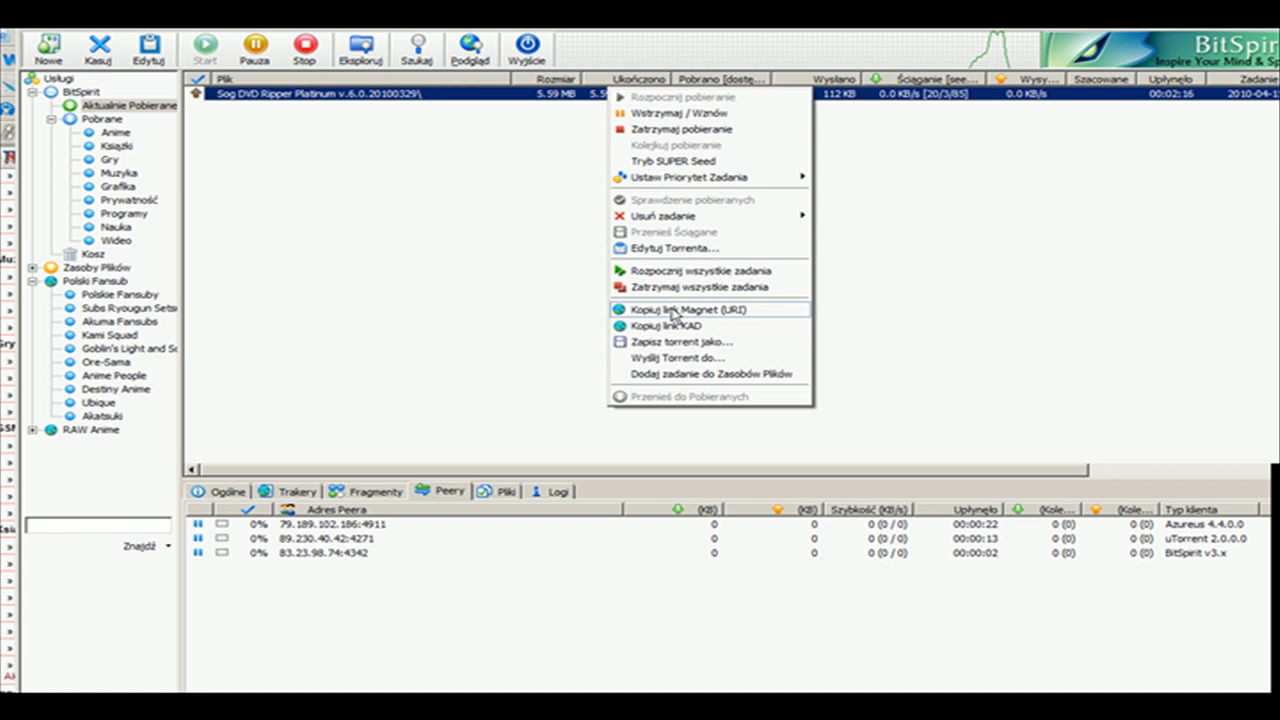 Nowe Kasuj Edytuj Start Pauza Stop Eksploruj Szukaj Podgląd Wyjście
BitSpir
Inspire Your Mind & Sp
Usługi
BitSpirit
Aktualnie Pobierane
Pobrane
Anime
Książki
Gry
Muzyka
Grafika
Prywatność
Programy
Nauka
Wideo
Kosz
Zasoby Plików
Polski Fansub
Polskie Fansuby
Subs Ryougun Sets
Akuma Fansubs
Kami Squad
Goblin's Light and S
Ore-Sama
Anime People
Destiny Anime
Ubique
Akatsuki
RAW Anime
Znajdź
Plik Rozmiar Ukończono Pobrano [dostę... Wysłano Ściąganie [see... Wysy... Szacowane Upłynęło Zadanie
Sog DVD Ripper Platinum v.6.0.20100329\ 5.59 MB 5.5 112 KB 0.0 KB/s [20/3/85] 0.0 KB/s 00:02:16 2010-04-1
Rozpocznij pobieranie
Wstrzymaj / Wznów
Zatrzymaj pobieranie
Kolejkuj pobieranie
Tryb SUPER Seed
Ustaw Priorytet Zadania
Sprawdzenie pobieranych
Usuń zadanie
Przenieś Ściągane
Edytuj Torrenta...
Rozpocznij wszystkie zadania
Zatrzymaj wszystkie zadania
Kopiuj link Magnet (URI)
Kopiuj link KAD
Zapisz torrent jako...
Wyślij Torrent do...
Dodaj zadanie do Zasobów Plików
Przenieś do Pobieranych
Ogólne Trakery Fragmenty Peery Pliki Logi
Adres Peera (KB) (KB) Szybkość (KB/s) Upłynęło (Kole... (Kole... Typ klienta
0% 79.189.102.186:4911 0 0 0 (0 / 0) 00:00:22 0 (0) 0 (0) Azureus 4.4.0.0
0% 89.230.40.42:4271 0 0 0 (0 / 0) 00:00:13 0 (0) 0 (0) uTorrent 2.0.0.0
0% 83.23.98.74:4342 0 0 0 (0 / 0) 00:00:02 0 (0) 0 (0) BitSpirit v3.x